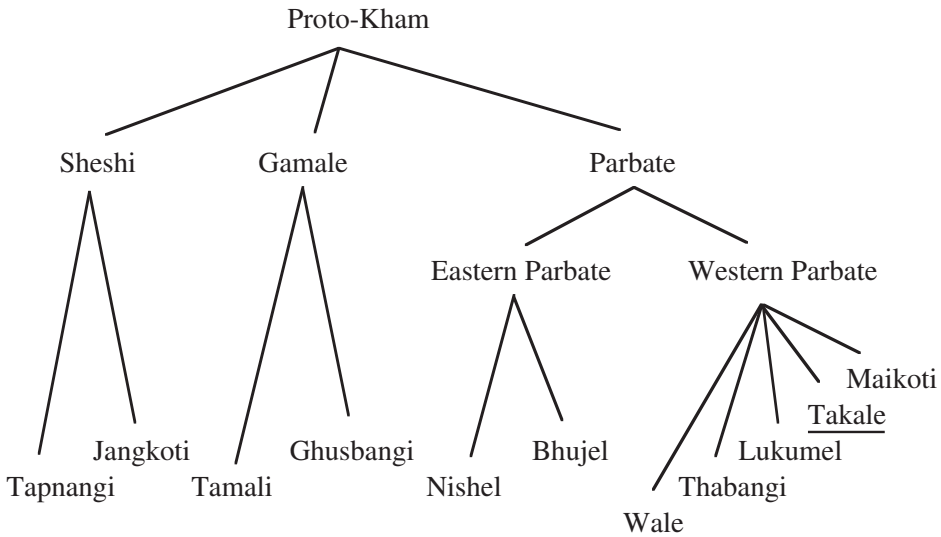 Proto-Kham
Sheshi Gamale Parbate
Eastern Parbate Western Parbate
Maikoti
Takale
Jangkoti Ghusbangi Bhujel Lukumel
Tapnangi Tamali Nishel Thabangi
Wale